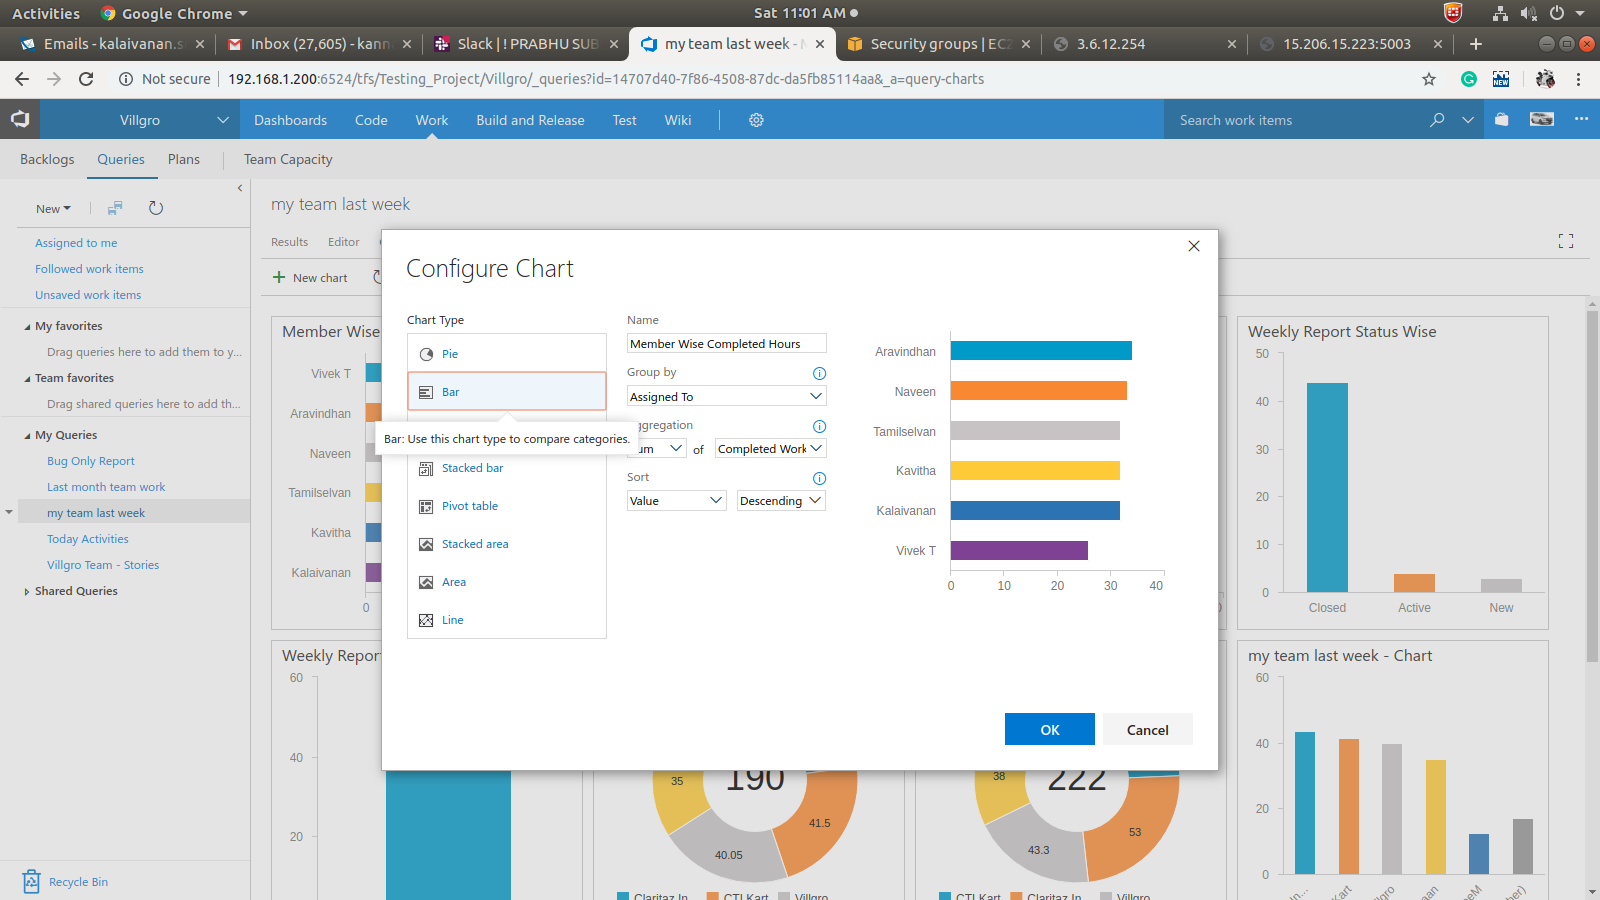 Activities
Google Chrome
Sat 11:01 AM
Emails - kalaivanan.s
Inbox (27,605) - kann
Slack | ! PRABHU SUB
my team last week -
Security groups | EC2
3.6.12.254
15.206.15.223:5003
Not secure
192.168.1.200:6524/tfs/Testing_Project/Villgro/_queries?id=14707d40-7f86-4508-87dc-da5fb85114aa&_a=query-charts
NEW
Villgro
Dashboards
Code
Work
Build and Release
Test
Wiki
Search work items
Backlogs
Queries
Plans
Team Capacity
New
Assigned to me
Followed work items
Unsaved work items
My favorites
Drag queries here to add them to y...
Team favorites
Drag shared queries here to add th...
My Queries
Bug Only Report
Last month team work
my team last week
Today Activities
Villgro Team - Stories
Shared Queries
Recycle Bin
my team last week
Results
Editor
New chart
Member Wise
Vivek T
Aravindhan
Naveen
Tamilselvan
Kavitha
Kalaivanan
0
Configure Chart
Chart Type
Pie
Bar
Bar: Use this chart type to compare categories.
Stacked bar
Pivot table
Stacked area
Area
Line
Name
Member Wise Completed Hours
Group by
Assigned To
ggregation
um
of
Completed Work
Sort
Value
Descending
Aravindhan
Naveen
Tamilselvan
Kavitha
Kalaivanan
Vivek T
0
10
20
30
40
OK
Cancel
Weekly Report Status Wise
50
40
30
20
10
0
Closed
Active
New
Weekly Report
60
40
20
190
35
41.5
40.05
Claritaz In
CTI Kart
Villgro
222
38
53
43.3
CTI Kart
Claritaz In
Villgro
my team last week - Chart
60
40
20
0
In...
Kart
llgro
aan
eeM
ber)